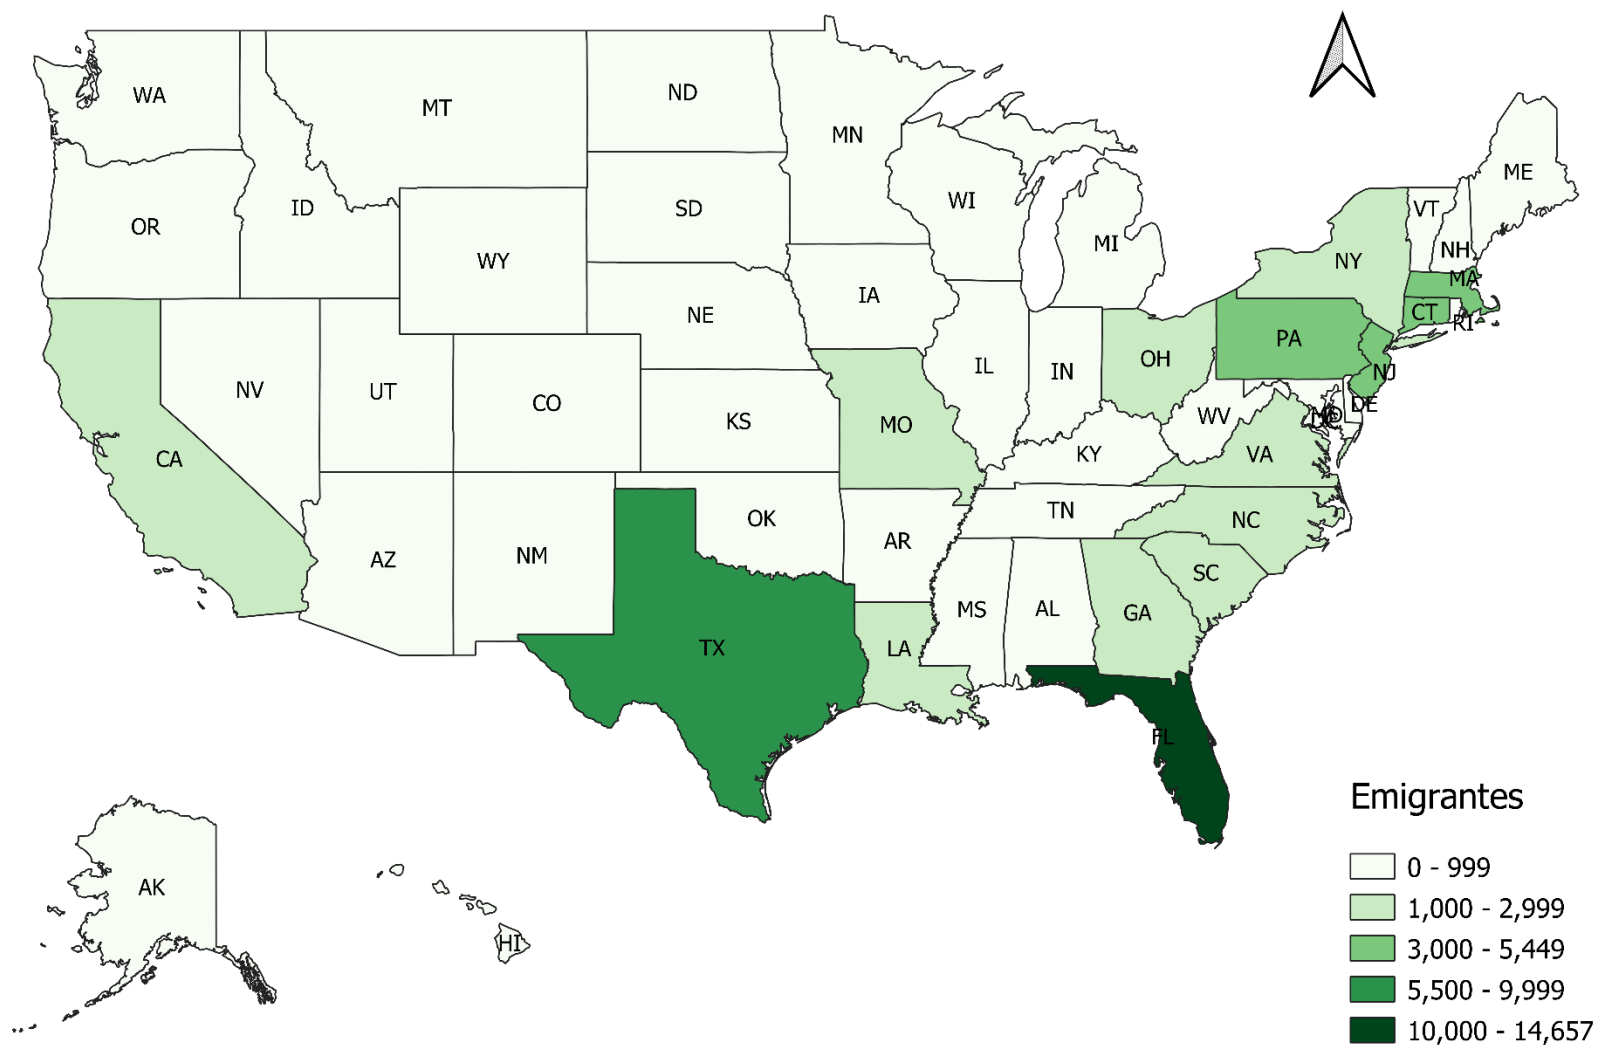 WA
MT
ND
MN
ME
OR
ID
SD
WI
VT
MI
NH
WY
NY
MA
IA
NE
CT
RI
PA
IL
IN
OH
NJ
NV
UT
CO
KS
MO
WV
DE
MD
DC
CA
KY
VA
OK
TN
NC
AZ
NM
AR
SC
MS
AL
GA
TX
LA
FL
AK
HI
Emigrantes
0 - 999
1,000 - 2,999
3,000 - 5,449
5,500 - 9,999
10,000 - 14,657